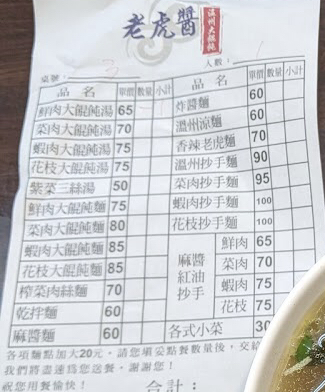 老虎醬 溫州大餛飩
桌號： 3 人數： 1
品名 單價 數量 小計 品名 單價 數量 小計
鮮肉大餛飩湯 65 炸醬麵 60
菜肉大餛飩湯 70 溫州涼麵 60
蝦肉大餛飩湯 75 香辣老虎麵 70
花枝大餛飩湯 75 溫州抄手麵 90
紫菜三絲湯 50 菜肉抄手麵 95
鮮肉大餛飩麵 75 蝦肉抄手麵 100
菜肉大餛飩麵 80 花枝抄手麵 100
蝦肉大餛飩麵 85 麻醬紅油抄手 鮮肉 65
花枝大餛飩麵 85 菜肉 70
榨菜肉絲麵 70 蝦肉 75
乾拌麵 60 花枝 75
麻醬麵 60 各式小菜 30
各項麵點加大20元。請您填妥點餐數量後，交給
我們將盡速為您送餐。謝謝您！
祝您用餐愉快！ 合計：